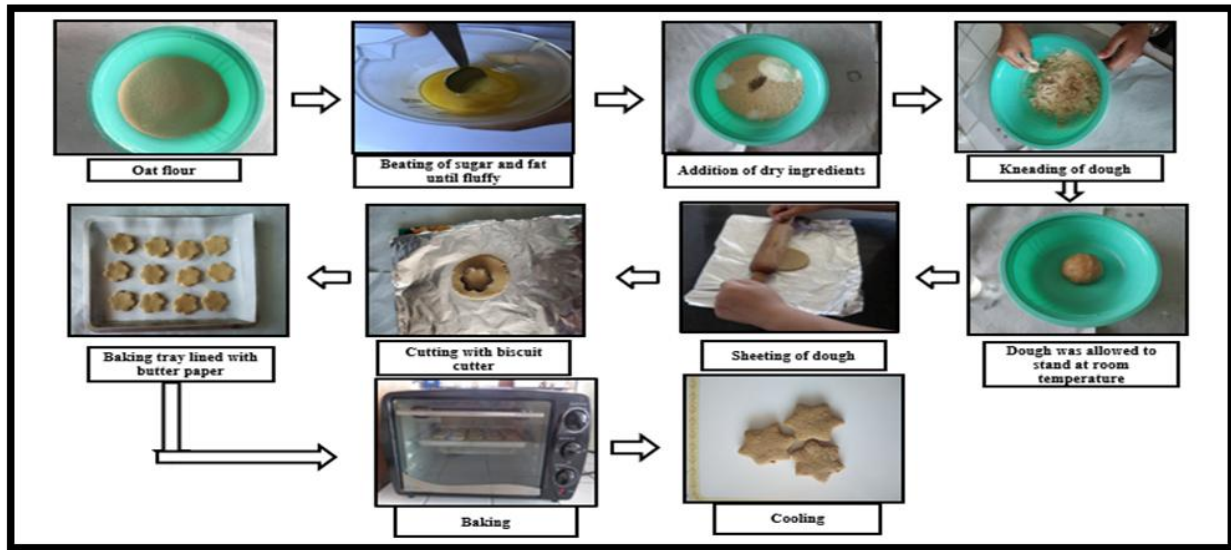 Oat flour
Beating of sugar and fat
until fluffy
Addition of dry ingredients
Kneading of dough
Dough was allowed to
stand at room
temperature
Sheeting of dough
Cutting with biscuit
cutter
Baking tray lined with
butter paper
Baking
Cooling